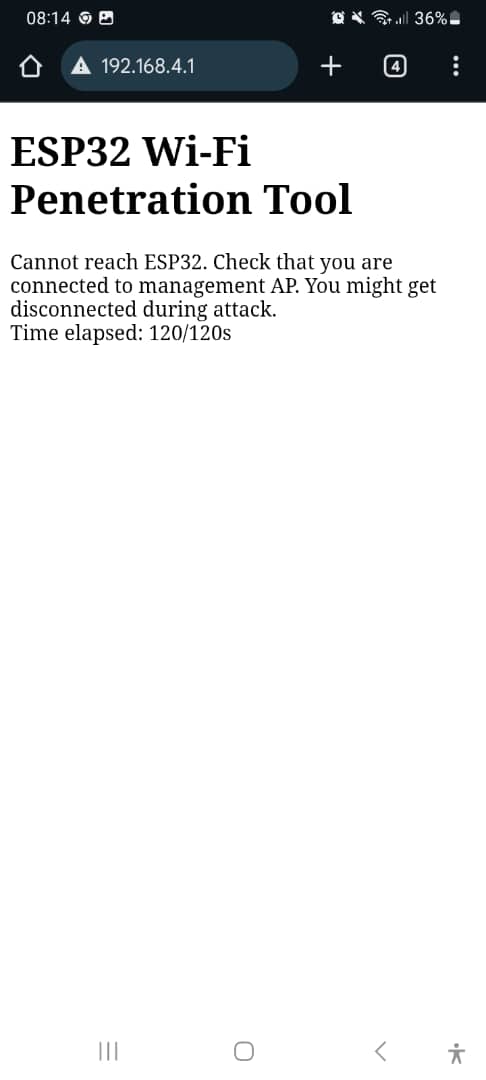 08:14
36%
192.168.4.1
4
ESP32 Wi-Fi
Penetration Tool
Cannot reach ESP32. Check that you are
connected to management AP. You might get
disconnected during attack.
Time elapsed: 120/120s